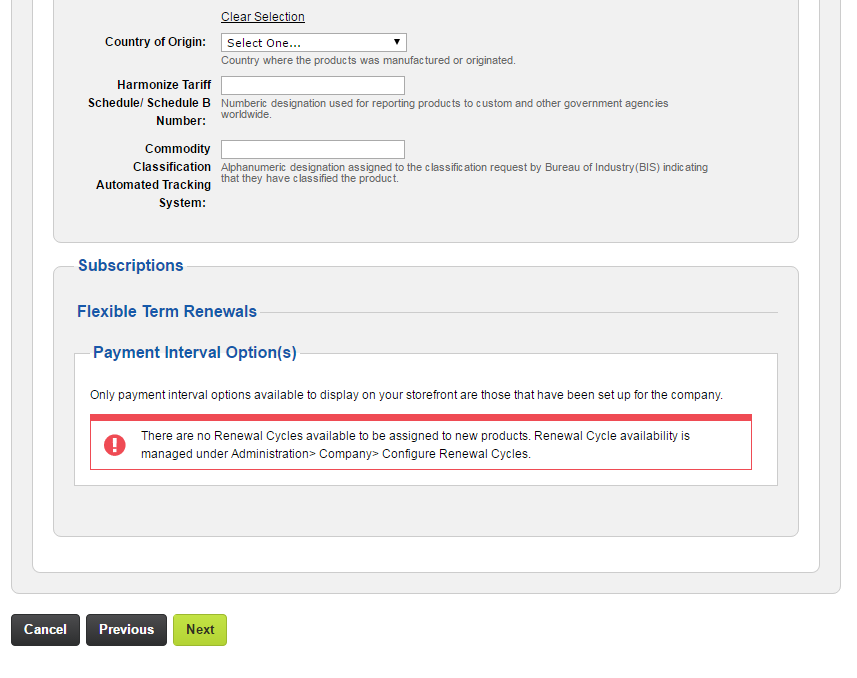 Clear Selection
Country of Origin:
Select One...
Country where the products was manufactured or originated.
Harmonize Tariff
Schedule/ Schedule B
Number:
Numberic designation used for reporting products to custom and other government agencies
worldwide.
Commodity
Classification
Automated Tracking
System:
Alphanumeric designation assigned to the classification request by Bureau of Industry(BIS) indicating
that they have classified the product.
Subscriptions
Flexible Term Renewals
Payment Interval Option(s)
Only payment interval options available to display on your storefront are those that have been set up for the company.
There are no Renewal Cycles available to be assigned to new products. Renewal Cycle availability is
managed under Administration> Company> Configure Renewal Cycles.
Cancel
Previous
Next